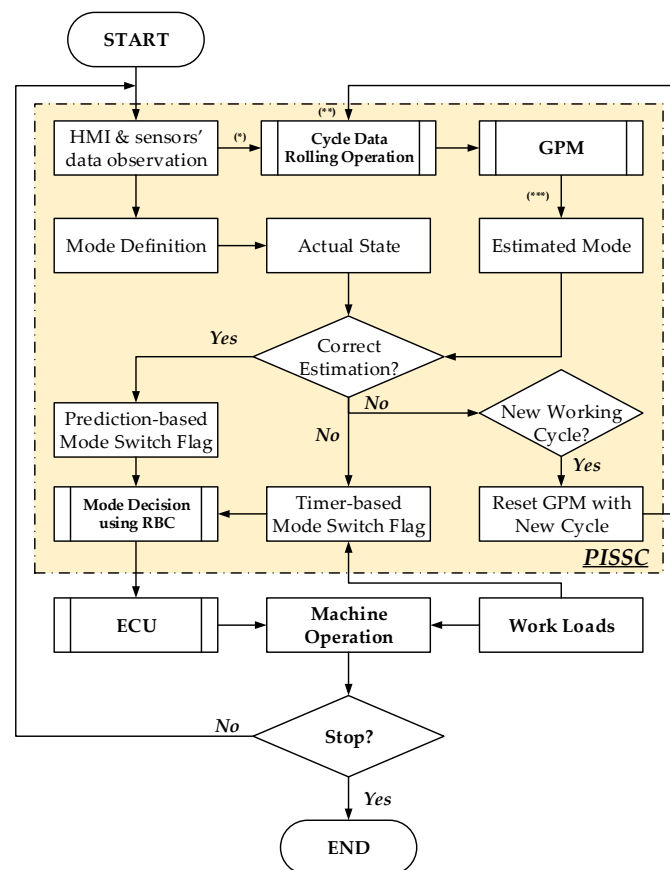 START
HMI & sensors'
data observation
(*)
(**)
Cycle Data
Rolling Operation
GPM
(***)
Mode Definition
Actual State
Estimated Mode
Yes
Correct
Estimation?
No
No
New Working
Cycle?
Prediction-based
Mode Switch Flag
Yes
Mode Decision
using RBC
Timer-based
Mode Switch Flag
Reset GPM with
New Cycle
PISSC
ECU
Machine
Operation
Work Loads
No
Stop?
Yes
END